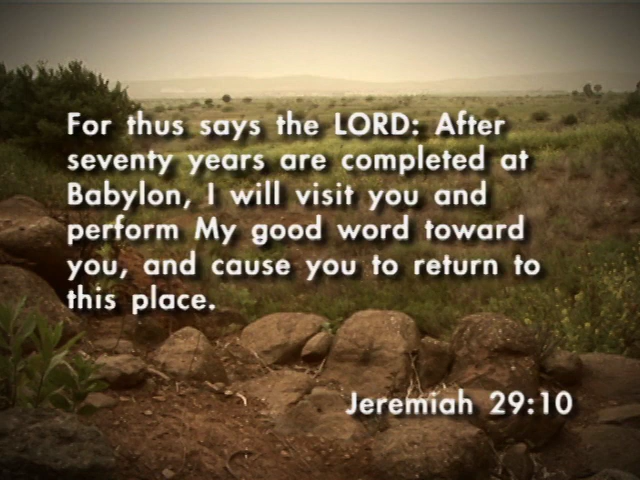 For thus says the LORD: After
seventy years are completed at
Babylon, I will visit you and
perform My good word toward
you, and cause you to return to
this place.
Jeremiah 29:10